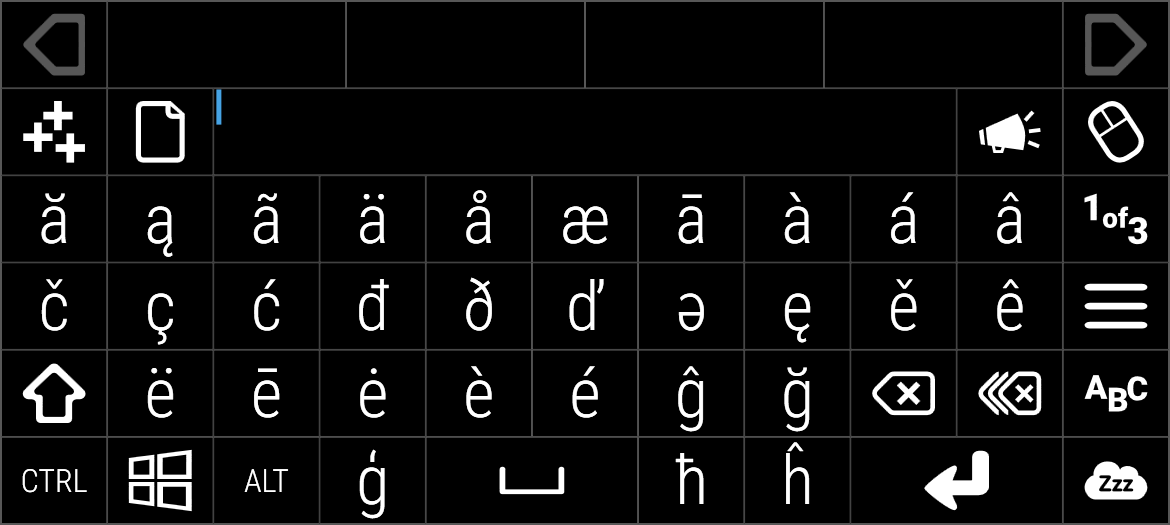 ă ą ã ä å æ ā à á â 1of3
č ç ć đ ð ď ə ę ě ê
ë ē ė è é ĝ ğ ABC
CTRL ALT ģ ħ ĥ Zzz